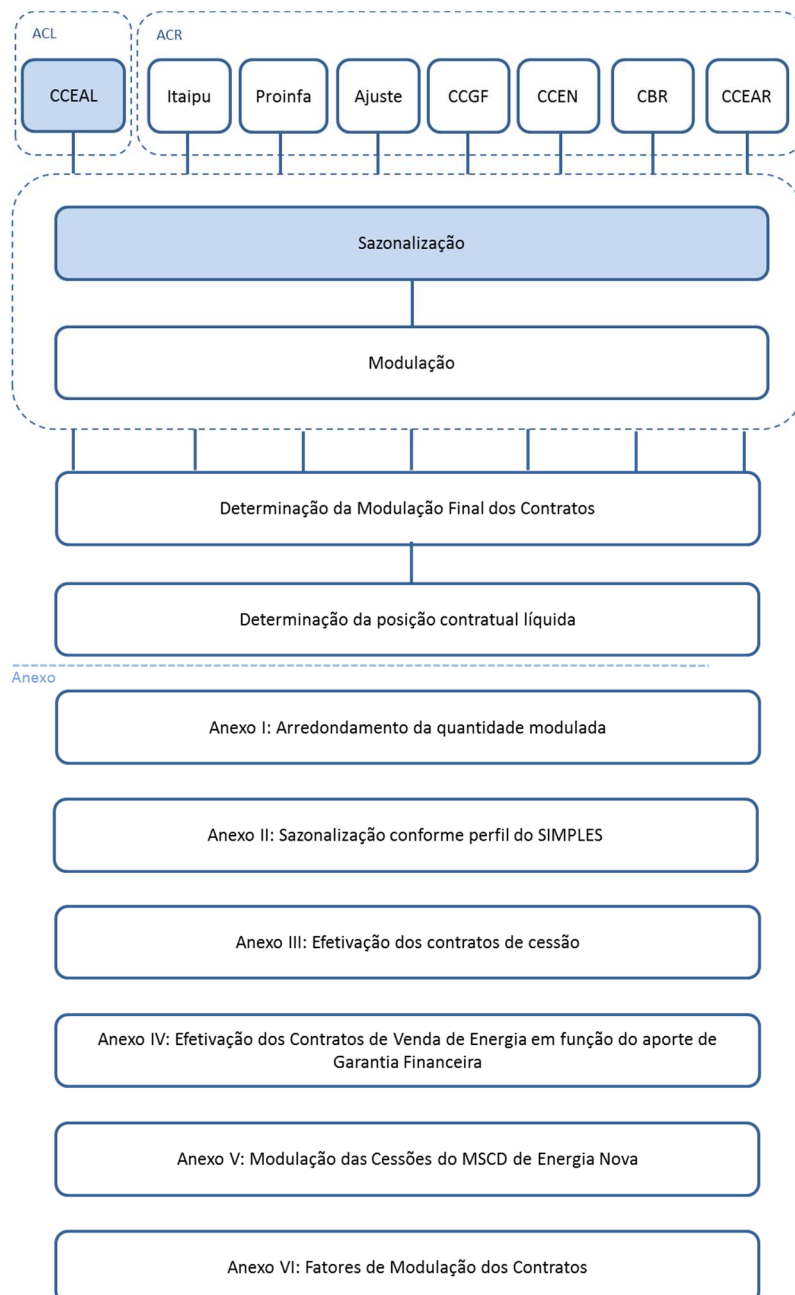 ACL
ACR
CCEAL
Itaipu
Proinfa
Ajuste
CCGF
CCEN
CBR
CCEAR
Sazonalização
Modulação
Determinação da Modulação Final dos Contratos
Determinação da posição contratual líquida
Anexo
Anexo I: Arredondamento da quantidade modulada
Anexo II: Sazonalização conforme perfil do SIMPLES
Anexo III: Efetivação dos contratos de cessão
Anexo IV: Efetivação dos Contratos de Venda de Energia em função do aporte de
Garantia Financeira
Anexo V: Modulação das Cessões do MSCD de Energia Nova
Anexo VI: Fatores de Modulação dos Contratos